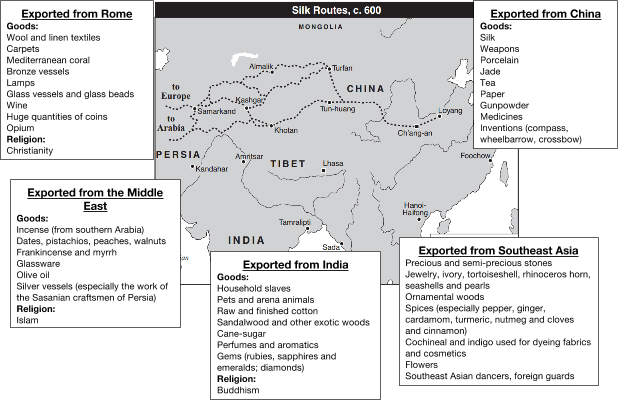 Exported from Rome
Goods:
Wool and linen textiles
Carpets
Mediterranean coral
Bronze vessels
Lamps
Glass vessels and glass beads
Wine
Huge quantities of coins
Opium
Religion:
Christianity
Silk Routes, c. 600
MONGOLIA
Almalik
Turfan
CHINA
to
Europe
Kashgar
Samarkand
Tun-huang
Loyang
to
Arabia
Khotan
Ch'ang-an
PERSIA
Amritsar
TIBET
Lhasa
Foochow
Kandahar
Hanoi-
Haifong
Tamralipti
INDIA
Sada
Exported from China
Goods:
Silk
Weapons
Porcelain
Jade
Tea
Paper
Gunpowder
Medicines
Inventions (compass,
wheelbarrow, crossbow)
Exported from the Middle
East
Goods:
Incense (from southern Arabia)
Dates, pistachios, peaches, walnuts
Frankincense and myrrh
Glassware
Olive oil
Silver vessels (especially the work of
the Sasanian craftsmen of Persia)
Religion:
Islam
Exported from India
Goods:
Household slaves
Pets and arena animals
Raw and finished cotton
Sandalwood and other exotic woods
Cane-sugar
Perfumes and aromatics
Gems (rubies, sapphires and
emeralds; diamonds)
Religion:
Buddhism
Exported from Southeast Asia
Precious and semi-precious stones
Jewelry, ivory, tortoiseshell, rhinoceros horn,
seashells and pearls
Ornamental woods
Spices (especially pepper, ginger,
cardamom, turmeric, nutmeg and cloves
and cinnamon)
Cochineal and indigo used for dyeing fabrics
and cosmetics
Flowers
Southeast Asian dancers, foreign guards